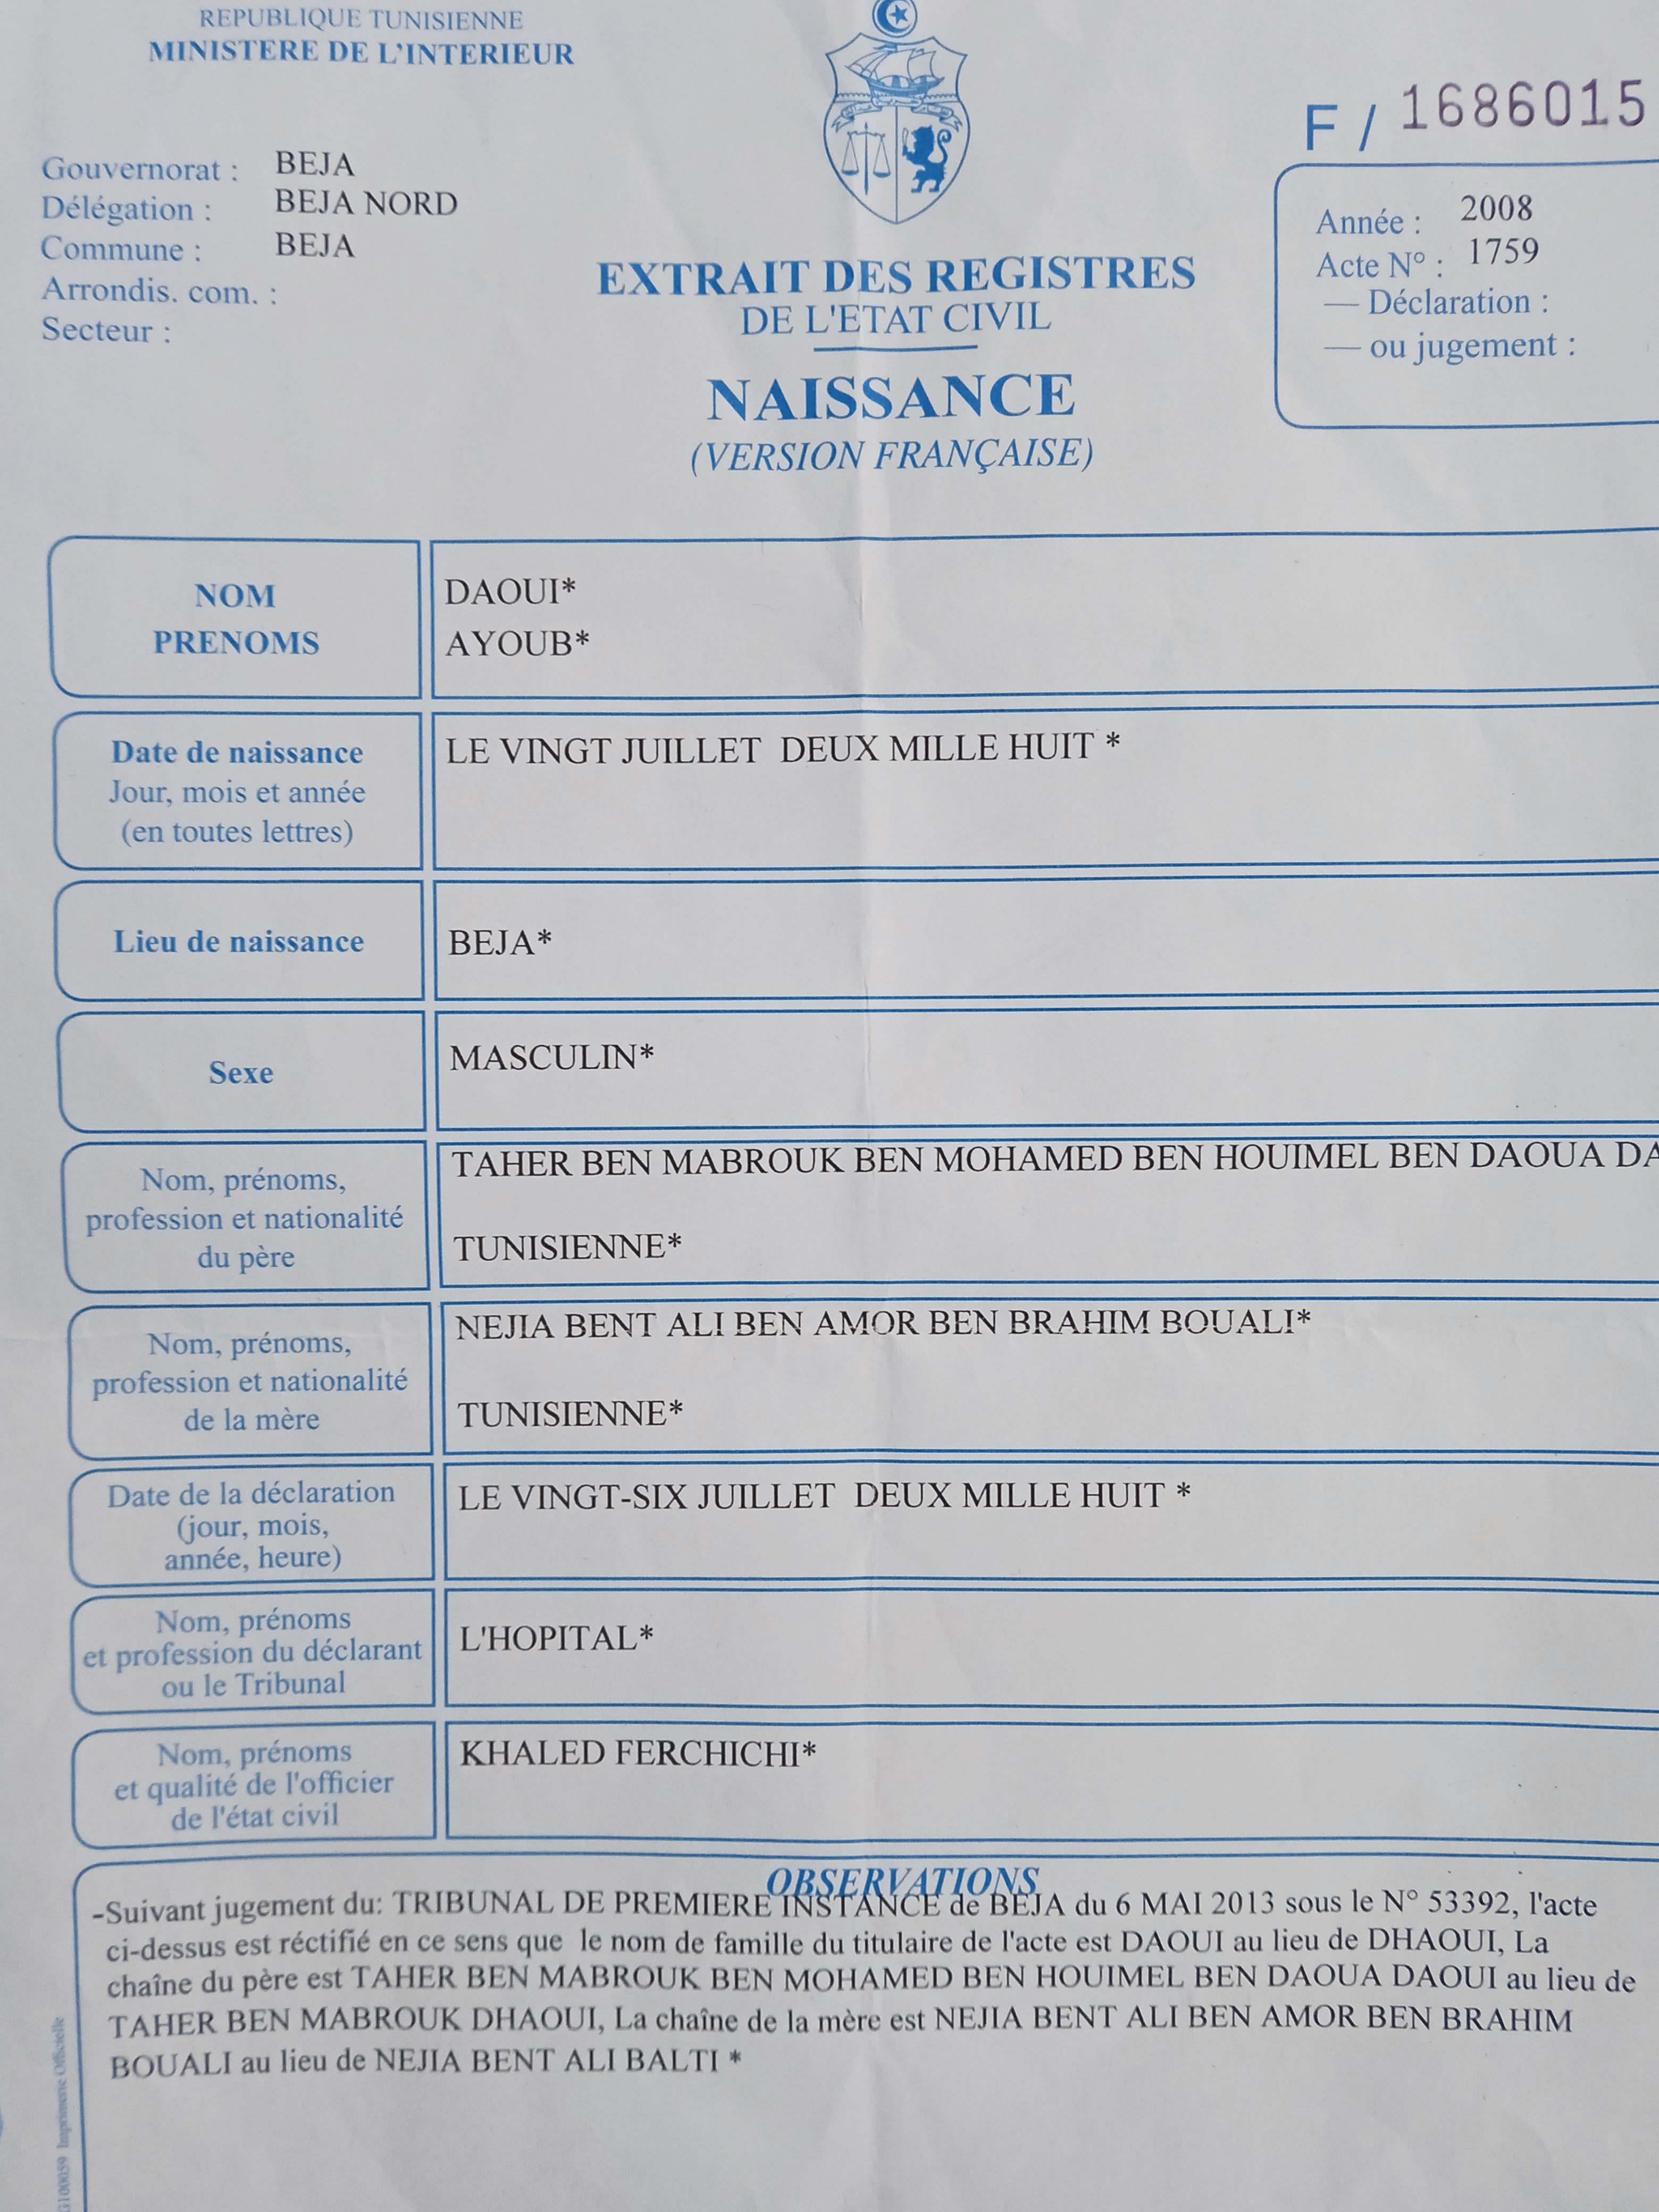 REPUBLIQUE TUNISIENNE
MINISTERE DE L'INTERIEUR
F / 1686015
Gouvernorat : BEJA
Délégation : BEJA NORD
Commune : BEJA
Arrondis. com. :
Secteur :
Année : 2008
Acte N° : 1759
— Déclaration :
— ou jugement :
EXTRAIT DES REGISTRES
DE L'ETAT CIVIL
NAISSANCE
(VERSION FRANÇAISE)
NOM
PRENOMS
DAOUI*
AYOUB*
Date de naissance
Jour, mois et année
(en toutes lettres)
LE VINGT JUILLET DEUX MILLE HUIT *
Lieu de naissance
BEJA*
Sexe
MASCULIN*
Nom, prénoms,
profession et nationalité
du père
TAHER BEN MABROUK BEN MOHAMED BEN HOUIMEL BEN DAOUA DA
TUNISIENNE*
Nom, prénoms,
profession et nationalité
de la mère
NEJIA BENT ALI BEN AMOR BEN BRAHIM BOUALI*
TUNISIENNE*
Date de la déclaration
(jour, mois,
année, heure)
LE VINGT-SIX JUILLET DEUX MILLE HUIT *
Nom, prénoms
et profession du déclarant
ou le Tribunal
L'HOPITAL*
Nom, prénoms
et qualité de l'officier
de l'état civil
KHALED FERCHICHI*
OBSERVATIONS
-Suivant jugement du: TRIBUNAL DE PREMIERE INSTANCE de BEJA du 6 MAI 2013 sous le N° 53392, l'acte
ci-dessus est réctifié en ce sens que le nom de famille du titulaire de l'acte est DAOUI au lieu de DHAOUI, La
chaîne du père est TAHER BEN MABROUK BEN MOHAMED BEN HOUIMEL BEN DAOUA DAOUI au lieu de
TAHER BEN MABROUK DHAOUI, La chaîne de la mère est NEJIA BENT ALI BEN AMOR BEN BRAHIM
BOUALI au lieu de NEJIA BENT ALI BALTI *
G100059 Imprimerie Officielle